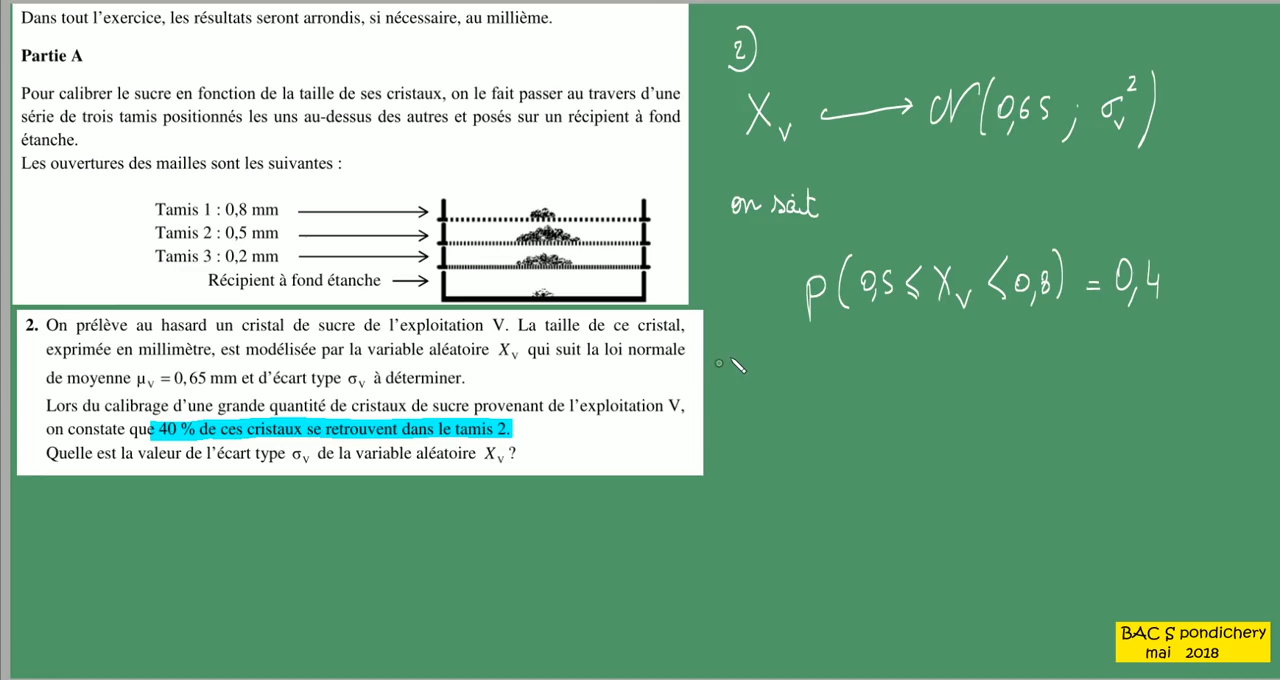 Dans tout l’exercice, les résultats seront arrondis, si nécessaire, au millième.
Partie A
Pour calibrer le sucre en fonction de la taille de ses cristaux, on le fait passer au travers d’une
série de trois tamis positionnés les uns au-dessus des autres et posés sur un récipient à fond
étanche.
Les ouvertures des mailles sont les suivantes :
Tamis 1 : 0,8 mm
Tamis 2 : 0,5 mm
Tamis 3 : 0,2 mm
Récipient à fond étanche
2. On prélève au hasard un cristal de sucre de l’exploitation V. La taille de ce cristal,
exprimée en millimètre, est modélisée par la variable aléatoire X_v qui suit la loi normale
de moyenne μ_v = 0,65 mm et d’écart type σ_v à déterminer.
Lors du calibrage d’une grande quantité de cristaux de sucre provenant de l’exploitation V,
on constate que 40 % de ces cristaux se retrouvent dans le tamis 2.
Quelle est la valeur de l’écart type σ_v de la variable aléatoire X_v ?
2)
X_v ⟶ N(0,65 ; σ_v²)
on sait
p(0,5 ≤ X_v < 0,8) = 0,4
BAC S pondichery
mai 2018